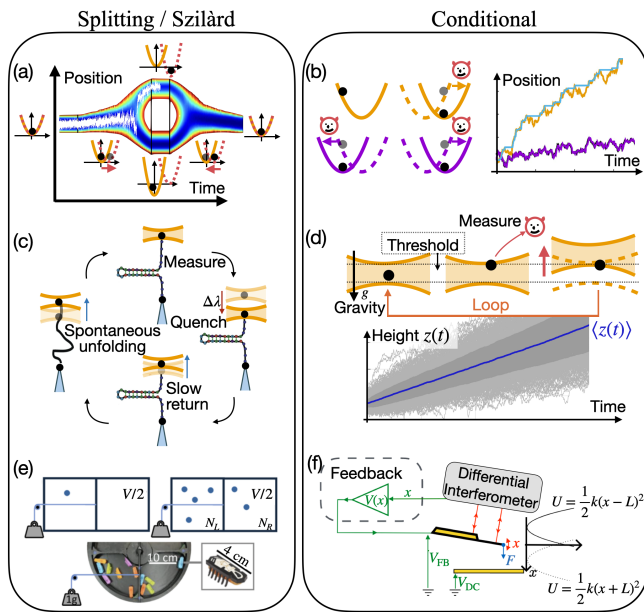 Splitting / Szilàrd
Conditional
(a)
Position
Time
(b)
Position
Time
(c)
Measure
Δλ
Quench
Spontaneous
unfolding
Slow
return
(d)
Measure
Threshold
g
Gravity
Loop
Height z(t)
⟨z(t)⟩
Time
(e)
V/2
V/2
N_L
N_R
10 cm
4 cm
1g
(f)
Feedback
Differential
Interferometer
V(x)
x
U = 1/2 k(x − L)²
x
F
V_FB
V_DC
x
U = 1/2 k(x + L)²